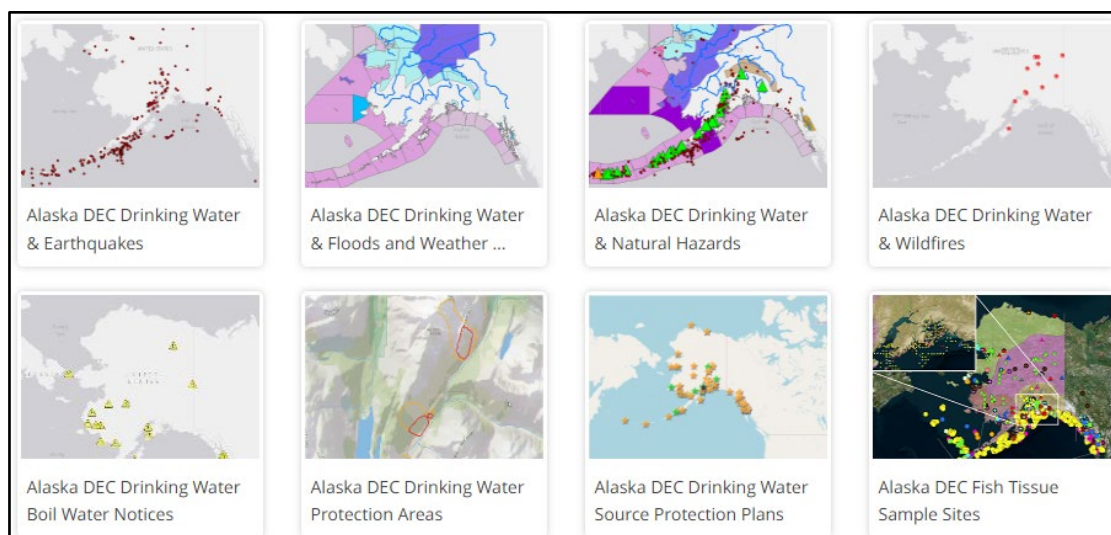 Alaska DEC Drinking Water
& Earthquakes
Alaska DEC Drinking Water
& Floods and Weather ...
Alaska DEC Drinking Water
& Natural Hazards
Alaska DEC Drinking Water
& Wildfires
Alaska DEC Drinking Water
Boil Water Notices
Alaska DEC Drinking Water
Protection Areas
Alaska DEC Drinking Water
Source Protection Plans
Alaska DEC Fish Tissue
Sample Sites